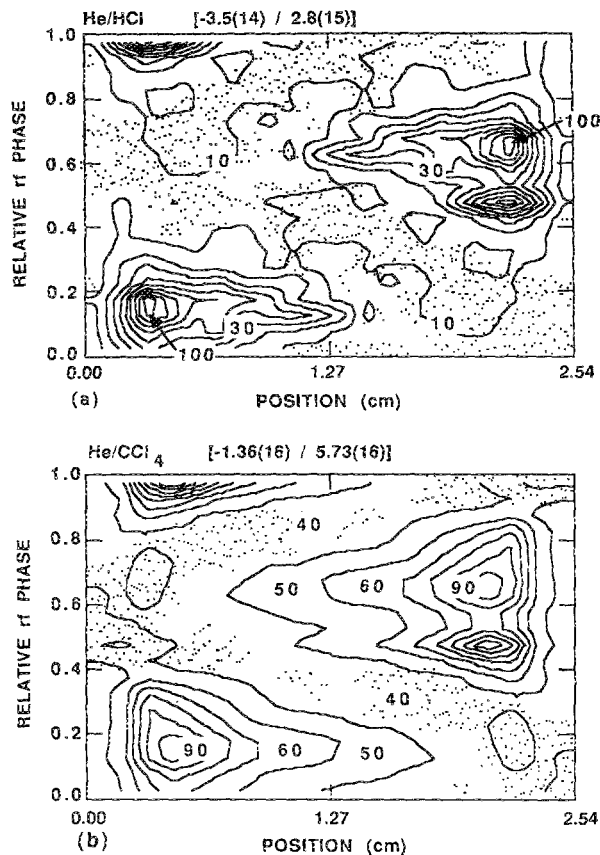 He/HCl [-3.5(14) / 2.8(15)]
1.0
0.8
0.6
0.4
0.2
0.0
RELATIVE rf PHASE
10
100
30
10
30
100
0.00 1.27 2.54
(a) POSITION (cm)
He/CCl4 [-1.36(16) / 5.73(16)]
1.0
0.8
0.6
0.4
0.2
0.0
RELATIVE rf PHASE
40
50 60 90
40
90 60 50
0.00 1.27 2.54
(b) POSITION (cm)